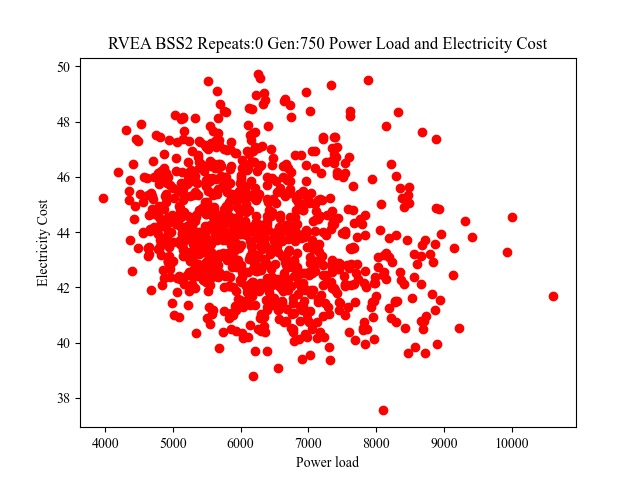 RVEA BSS2 Repeats:0 Gen:750 Power Load and Electricity Cost
50
48
46
44
42
40
38
Electricity Cost
4000 5000 6000 7000 8000 9000 10000
Power load